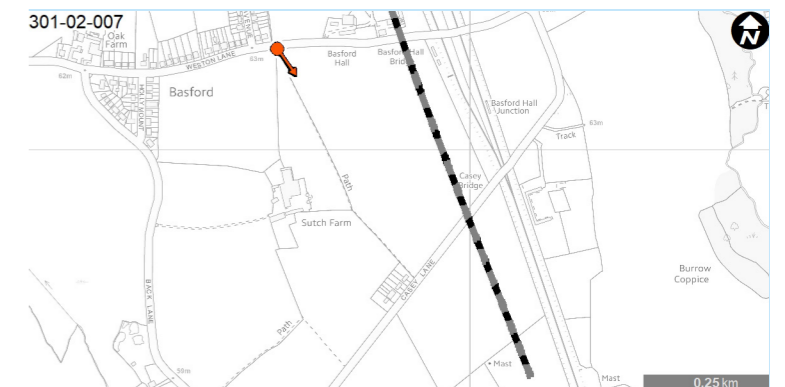 301-02-007
Oak
Farm
WESTON LANE
62m
63m
Basford
Hall
Basford Hall
Basford
HOLLYMOUNT
Basford Hall
Junction
Track
63m
Path
Casey
Bridge
Sutch Farm
BACK LANE
CASEY LANE
Burrow
Coppice
Path
50m
Mast
Mast
0.25 km
N